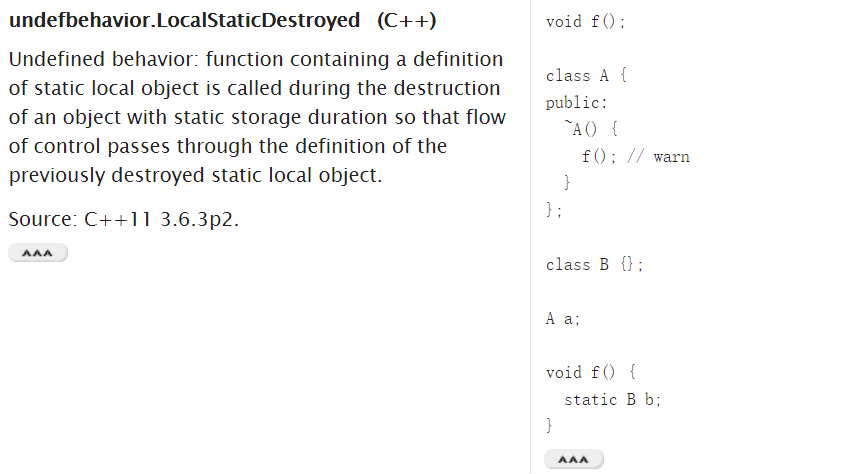 undefbehavior.LocalStaticDestroyed (C++)
Undefined behavior: function containing a definition
of static local object is called during the destruction
of an object with static storage duration so that flow
of control passes through the definition of the
previously destroyed static local object.
Source: C++11 3.6.3p2.
∧∧∧
void f();
class A {
public:
~A() {
f(); // warn
}
};
class B {};
A a;
void f() {
static B b;
}
∧∧∧